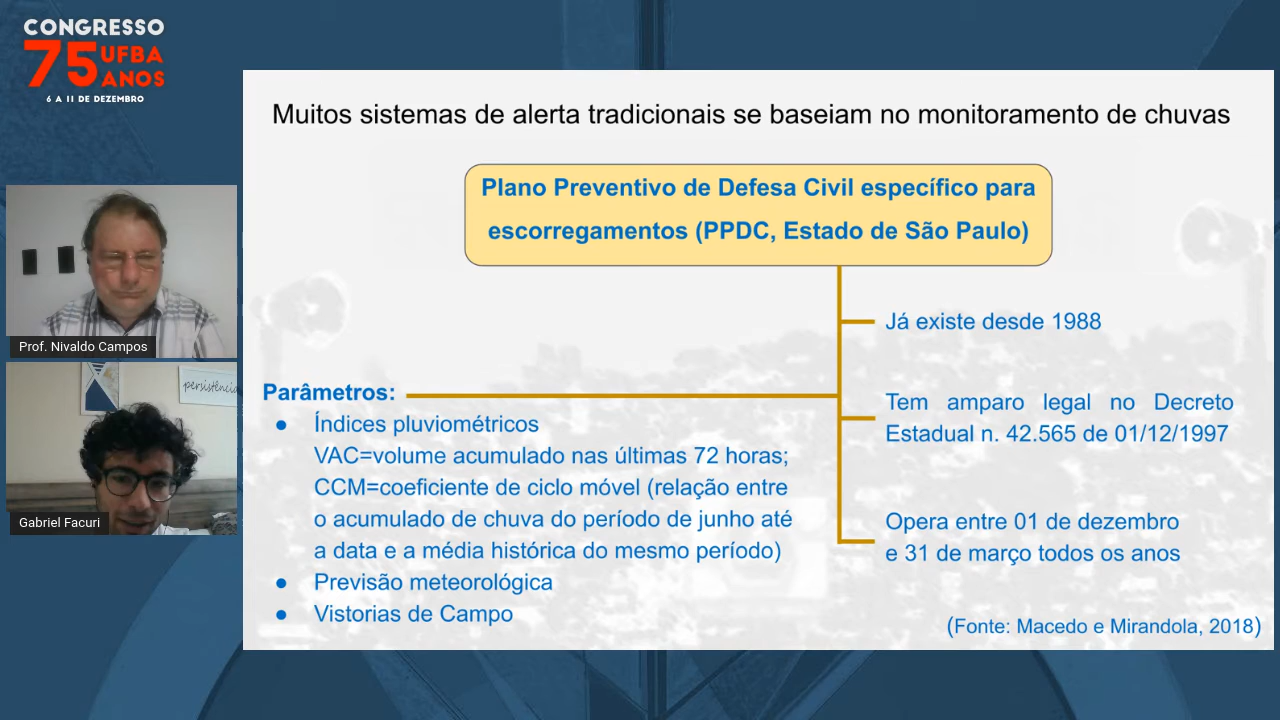 CONGRESSO
75 UFBA
ANOS
6 A 11 DE DEZEMBRO
Muitos sistemas de alerta tradicionais se baseiam no monitoramento de chuvas
Plano Preventivo de Defesa Civil específico para
escorregamentos (PPDC, Estado de São Paulo)
Já existe desde 1988
Tem amparo legal no Decreto
Estadual n. 42.565 de 01/12/1997
Opera entre 01 de dezembro
e 31 de março todos os anos
Parâmetros:
● Índices pluviométricos
VAC=volume acumulado nas últimas 72 horas;
CCM=coeficiente de ciclo móvel (relação entre
o acumulado de chuva do período de junho até
a data e a média histórica do mesmo período)
● Previsão meteorológica
● Vistorias de Campo
(Fonte: Macedo e Mirandola, 2018)
Prof. Nivaldo Campos
persistência
Gabriel Facuri